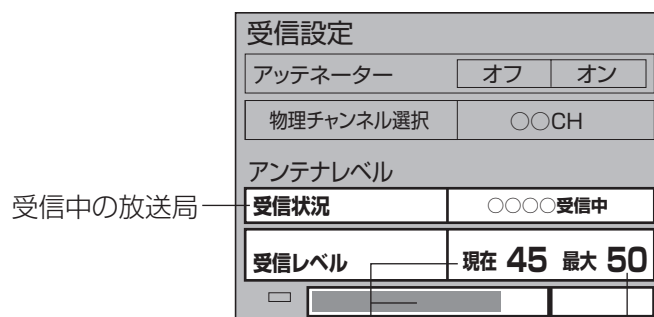 受信設定
アッテネーター オフ オン
物理チャンネル選択 ○○CH
アンテナレベル
受信中の放送局 受信状況 ○○○○受信中
受信レベル 現在 45 最大 50